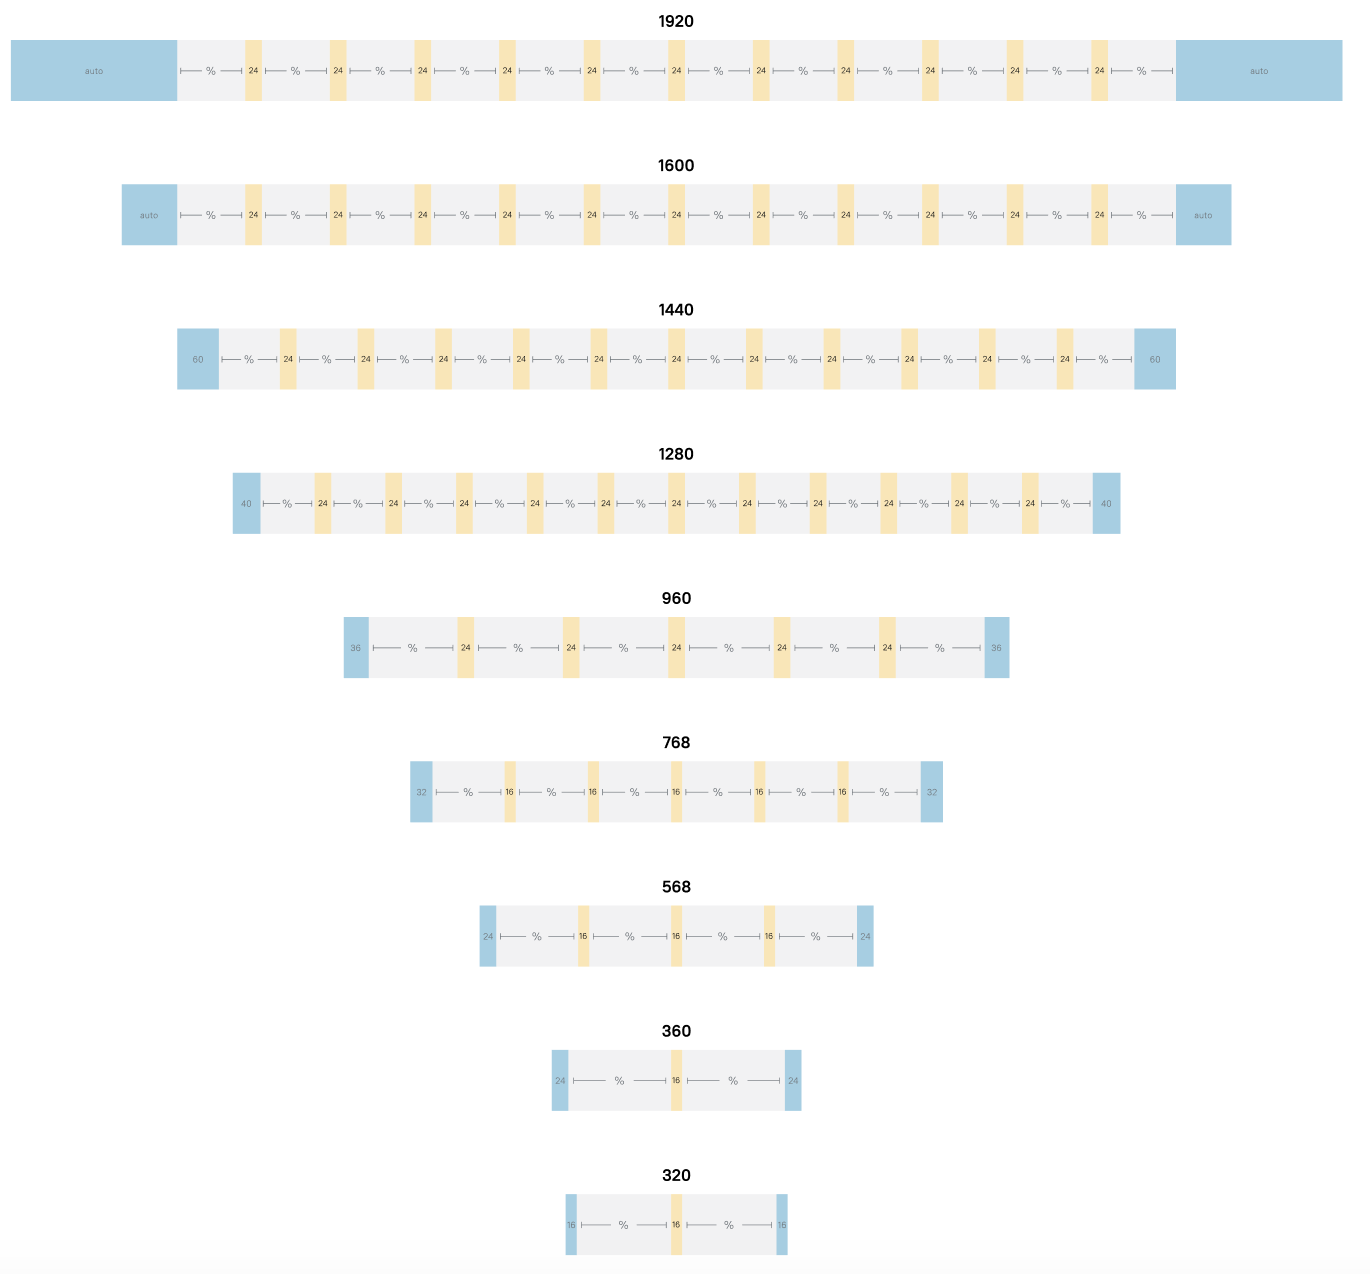 1920
auto % 24 % 24 % 24 % 24 % 24 % 24 % 24 % 24 % 24 % 24 % 24 % auto
1600
auto % 24 % 24 % 24 % 24 % 24 % 24 % 24 % 24 % 24 % 24 % 24 % auto
1440
60 % 24 % 24 % 24 % 24 % 24 % 24 % 24 % 24 % 24 % 24 % 24 % 60
1280
40 % 24 % 24 % 24 % 24 % 24 % 24 % 24 % 24 % 24 % 24 % 24 % 40
960
36 % 24 % 24 % 24 % 24 % 24 % 36
768
32 % 16 % 16 % 16 % 16 % 16 % 32
568
24 % 16 % 16 % 16 % 24
360
24 % 16 % 24
320
16 % 16 % 16